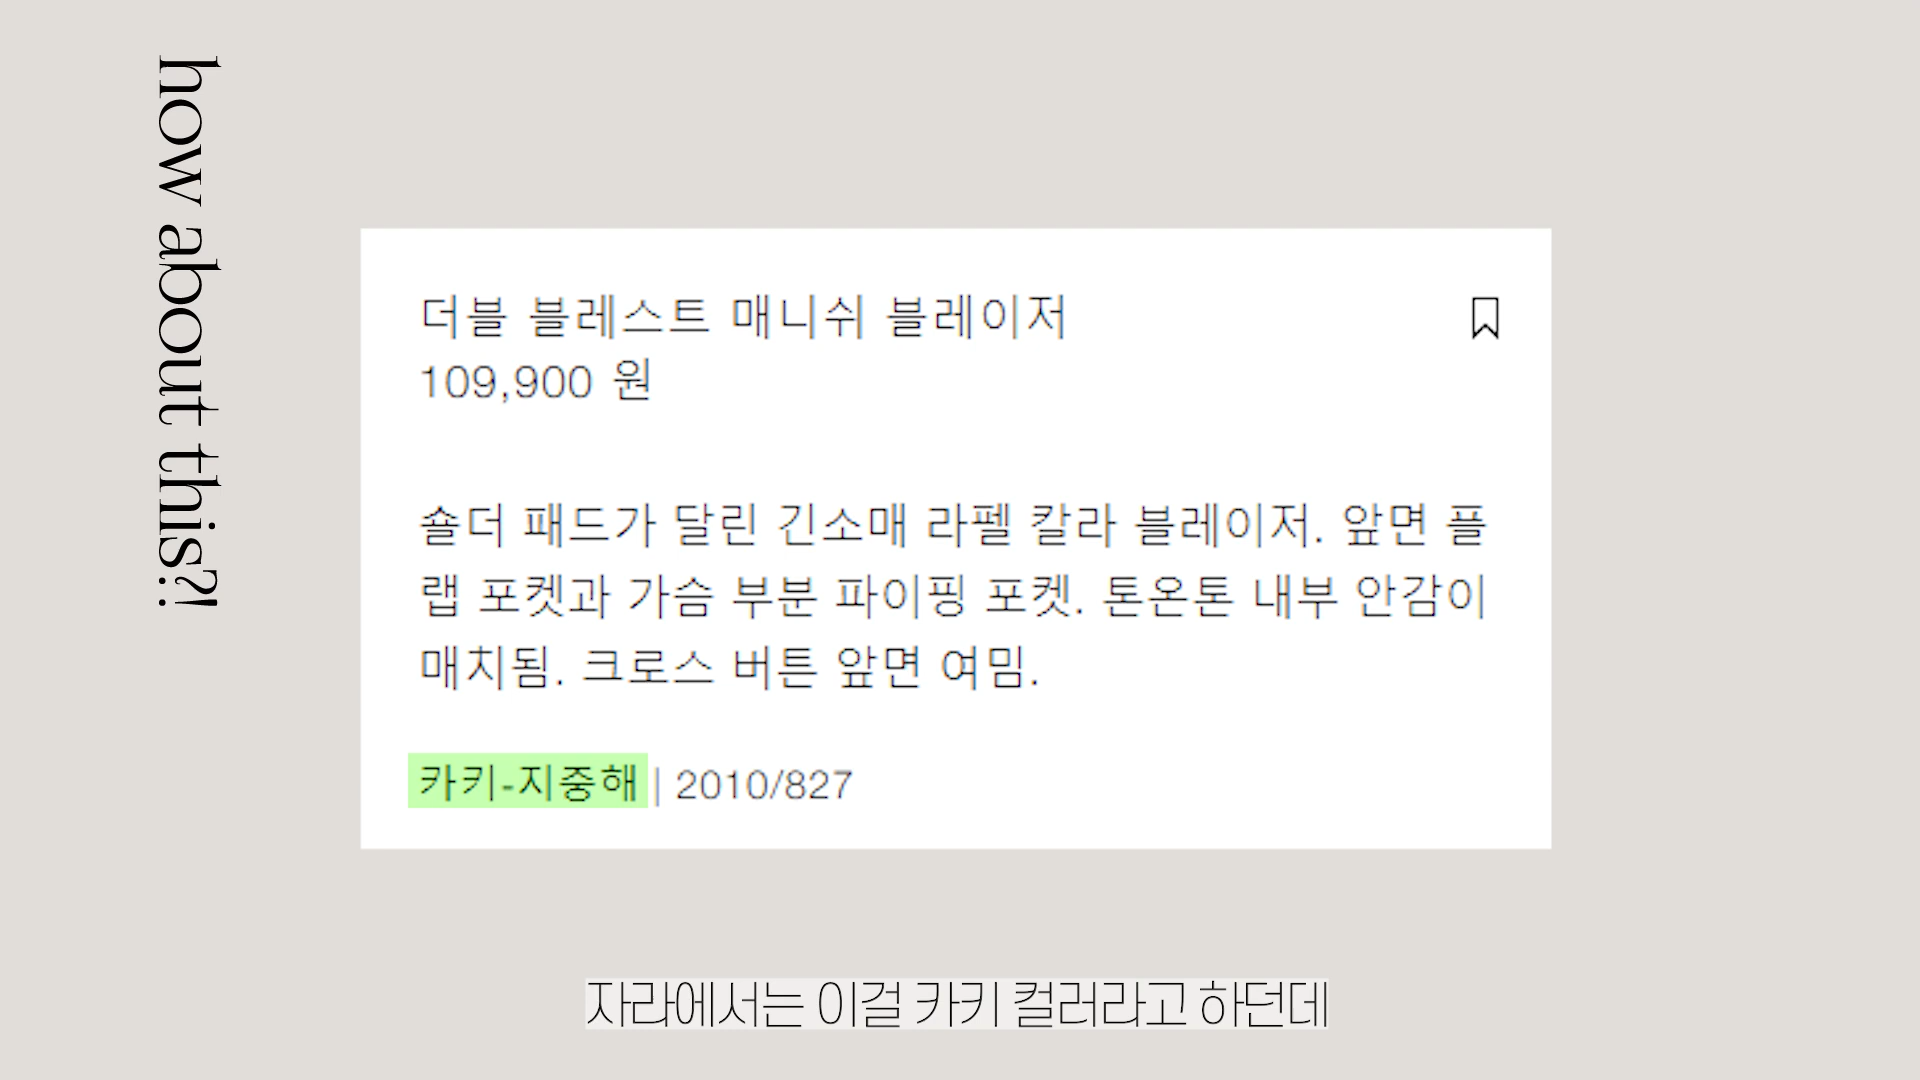 how about this?!
더블 블레스트 매니쉬 블레이저
109,900 원
숄더 패드가 달린 긴소매 라펠 칼라 블레이저. 앞면 플
랩 포켓과 가슴 부분 파이핑 포켓. 톤온톤 내부 안감이
매치됨. 크로스 버튼 앞면 여밈.
카키-지중해 | 2010/827
자라에서는 이걸 카키 컬러라고 하던데